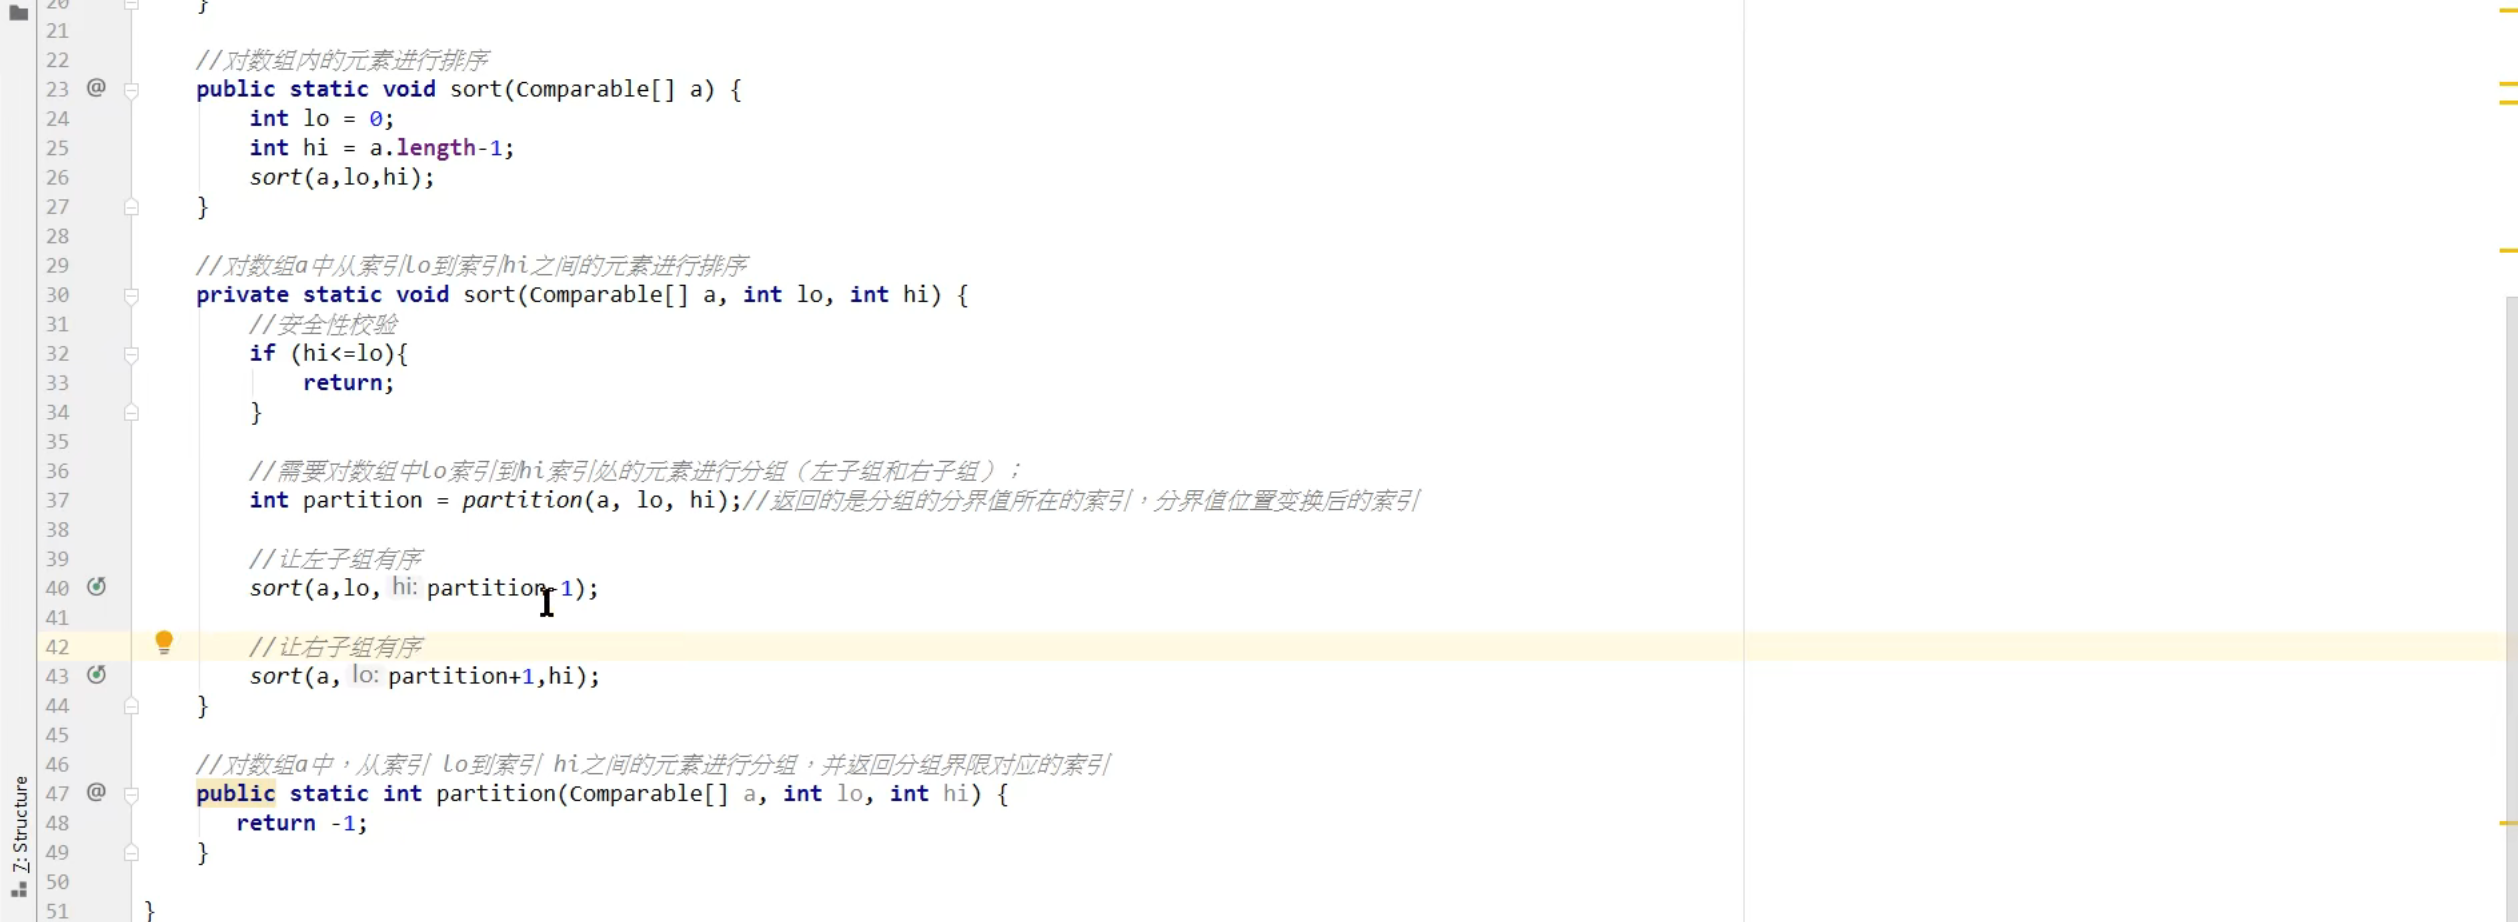 20 }
21
22 //对数组内的元素进行排序
23 @ public static void sort(Comparable[] a) {
24 int lo = 0;
25 int hi = a.length-1;
26 sort(a,lo,hi);
27 }
28
29 //对数组a中从索引lo到索引hi之间的元素进行排序
30 private static void sort(Comparable[] a, int lo, int hi) {
31 //安全性校验
32 if (hi<=lo){
33 return;
34 }
35
36 //需要对数组中lo索引到hi索引处的元素进行分组（左子组和右子组）；
37 int partition = partition(a, lo, hi);//返回的是分组的分界值所在的索引，分界值位置变换后的索引
38
39 //让左子组有序
40 sort(a,lo, hi: partition-1);
41
42 //让右子组有序
43 sort(a, lo: partition+1,hi);
44 }
45
46 //对数组a中，从索引 lo到索引 hi之间的元素进行分组，并返回分组界限对应的索引
47 @ public static int partition(Comparable[] a, int lo, int hi) {
48 return -1;
49 }
50
51 }
7: Structure